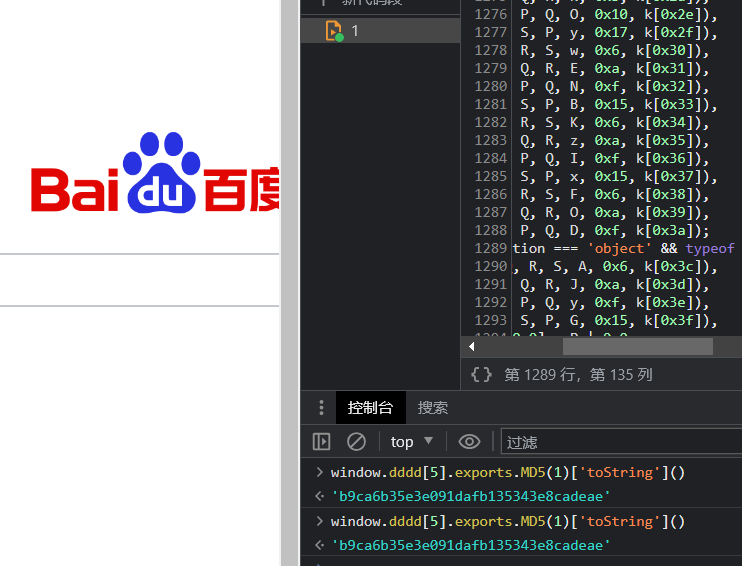 Bai du 百度
新代码段
1
1276 P, Q, O, 0x10, k[0x2e]),
1277 S, P, y, 0x17, k[0x2f]),
1278 R, S, w, 0x6, k[0x30]),
1279 Q, R, E, 0xa, k[0x31]),
1280 P, Q, N, 0xf, k[0x32]),
1281 S, P, B, 0x15, k[0x33]),
1282 R, S, K, 0x6, k[0x34]),
1283 Q, R, z, 0xa, k[0x35]),
1284 P, Q, I, 0xf, k[0x36]),
1285 S, P, x, 0x15, k[0x37]),
1286 R, S, F, 0x6, k[0x38]),
1287 Q, R, O, 0xa, k[0x39]),
1288 P, Q, D, 0xf, k[0x3a]);
1289 tion === 'object' && typeof
1290 , R, S, A, 0x6, k[0x3c]),
1291 Q, R, J, 0xa, k[0x3d]),
1292 P, Q, y, 0xf, k[0x3e]),
1293 S, P, G, 0x15, k[0x3f]),
{} 第 1289 行，第 135 列
控制台 搜索
top 过滤
window.dddd[5].exports.MD5(1)['toString']()
'b9ca6b35e3e091dafb135343e8cadeae'
window.dddd[5].exports.MD5(1)['toString']()
'b9ca6b35e3e091dafb135343e8cadeae'